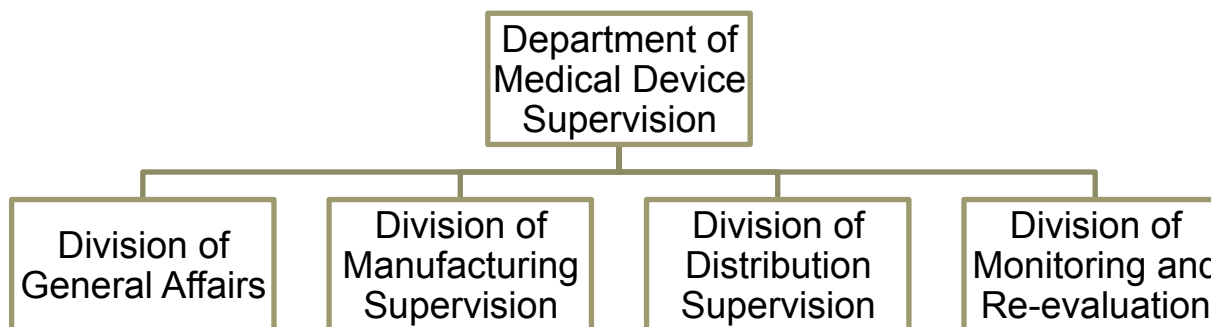 Department of
Medical Device
Supervision
Division of
General Affairs
Division of
Manufacturing
Supervision
Division of
Distribution
Supervision
Division of
Monitoring and
Re-evaluation